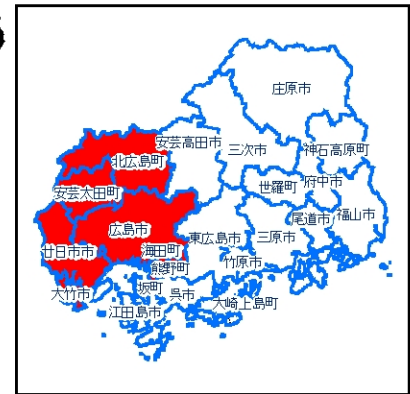 庄原市
安芸高田市
三次市
神石高原町
北広島町
安芸太田町
世羅町
府中市
広島市
尾道市
福山市
東広島市
三原市
廿日市市
海田町
熊野町
竹原市
坂町
呉市
大竹市
大崎上島町
江田島市